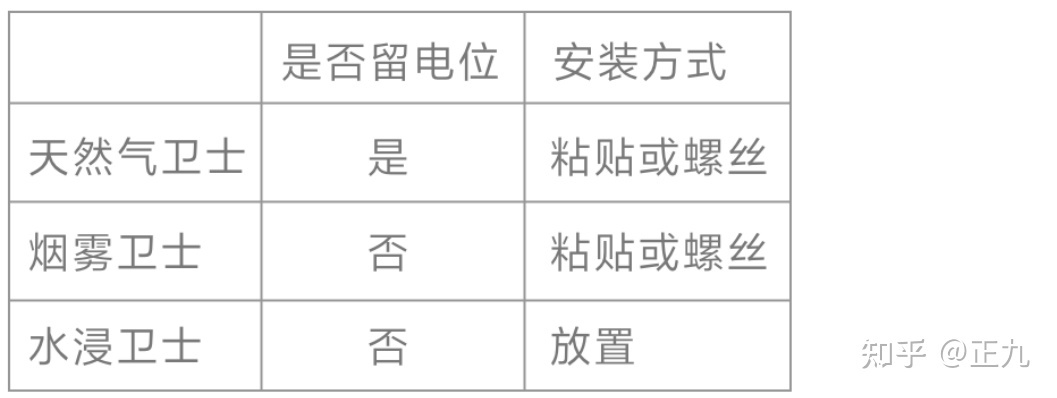 是否留电位 安装方式
天然气卫士 是 粘贴或螺丝
烟雾卫士 否 粘贴或螺丝
水浸卫士 否 放置
知乎 @正九